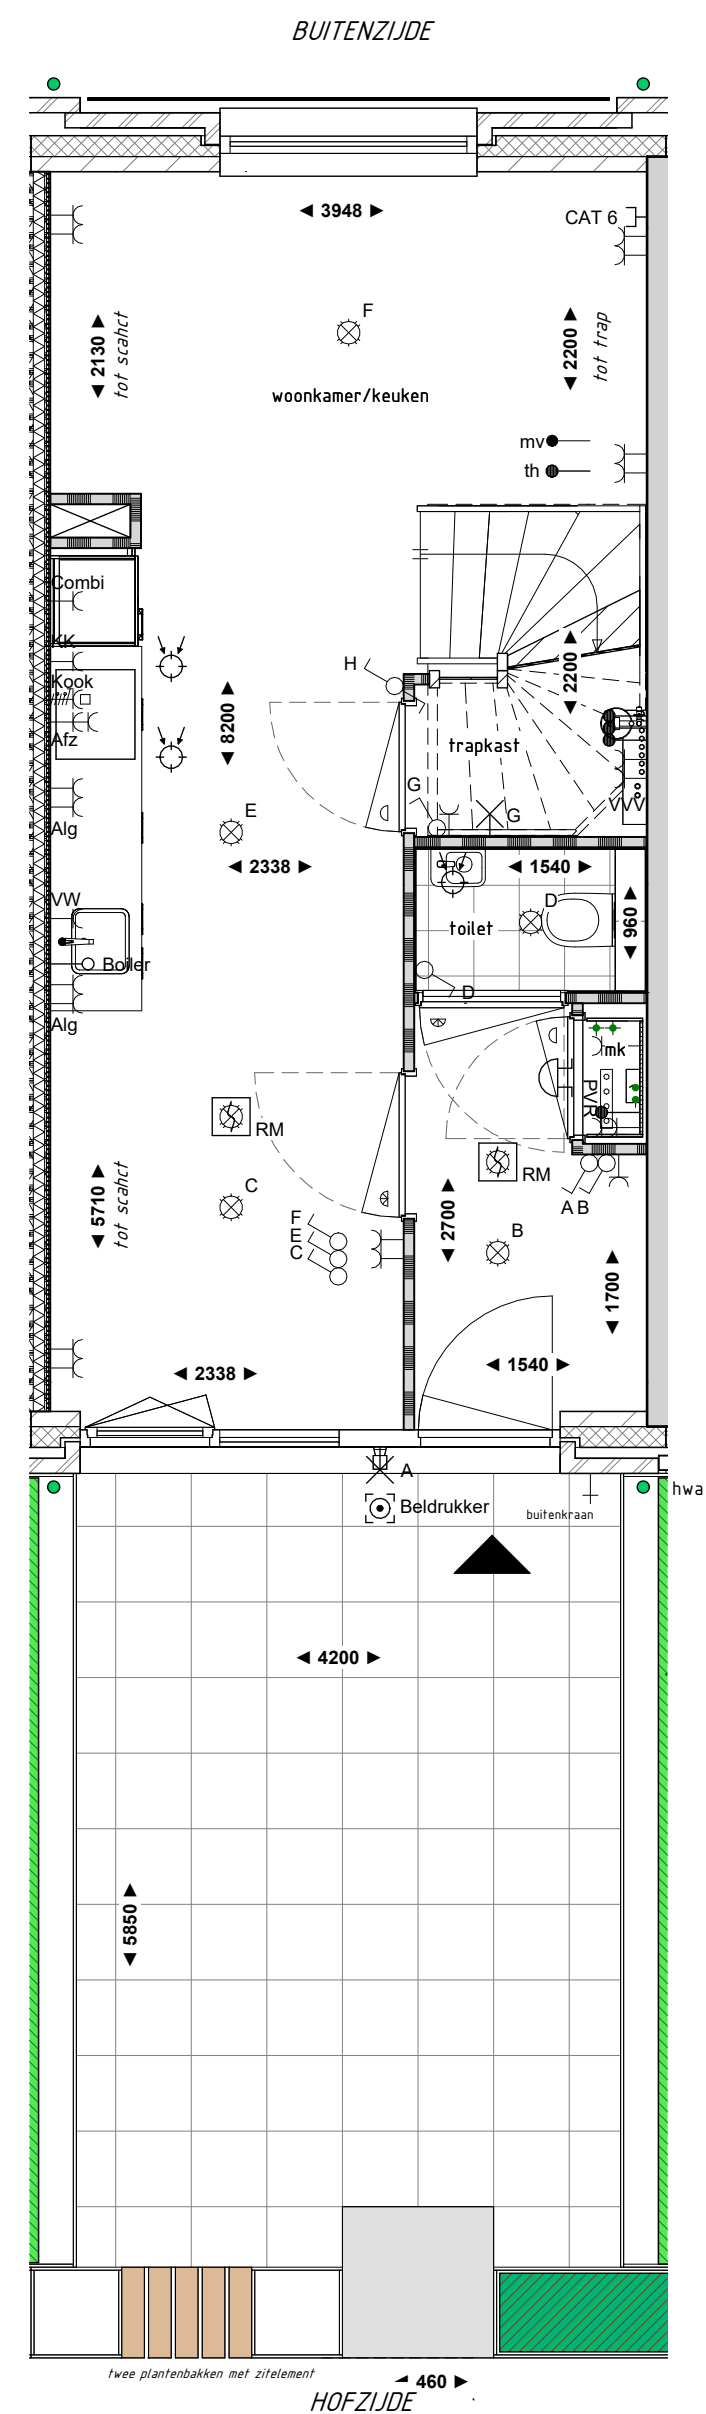 BUITENZIJDE
3948
CAT 6
F
2130
tot scahct
2200
tot trap
woonkamer/keuken
mv
th
Combi
KK
Kook
Afz
H
8200
2200
trapkast
G
G
VVV
E
Alg
2338
1540
VW
D
960
toilet
Boiler
D
Alg
mk
PVR
RM
RM
C
5710
tot scahct
A B
2700
B
F
E
C
1700
2338
1540
A
Beldrukker
hwa
buitenkraan
4200
5850
twee plantenbakken met zitelement
460
HOFZIJDE